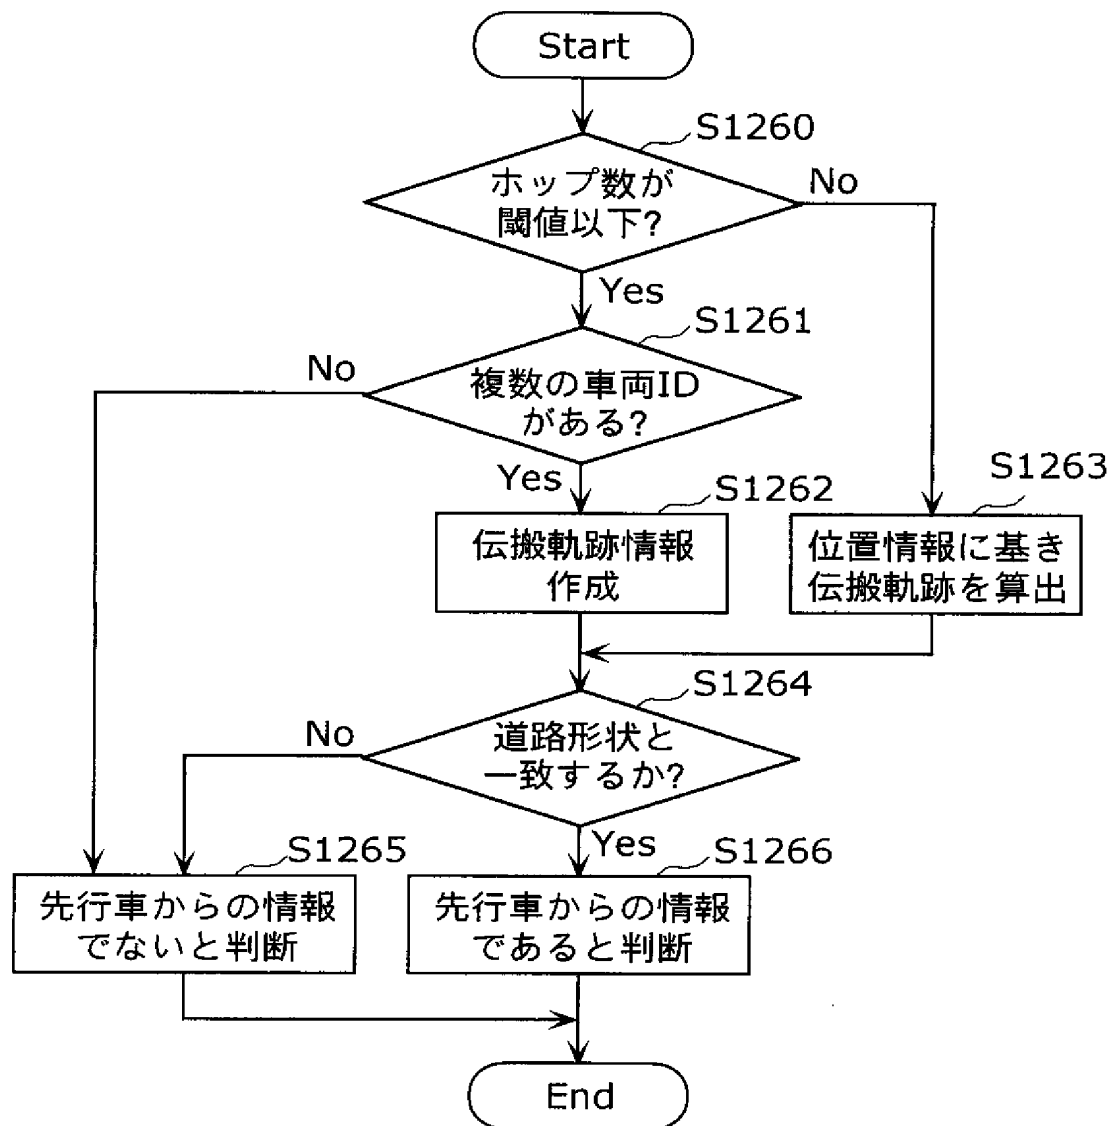 Start
S1260
ホップ数が
閾値以下?
No
Yes
S1261
No
複数の車両ID
がある?
Yes
S1262
S1263
伝搬軌跡情報
作成
位置情報に基き
伝搬軌跡を算出
S1264
No
道路形状と
一致するか?
Yes
S1265
S1266
先行車からの情報
でないと判断
先行車からの情報
であると判断
End